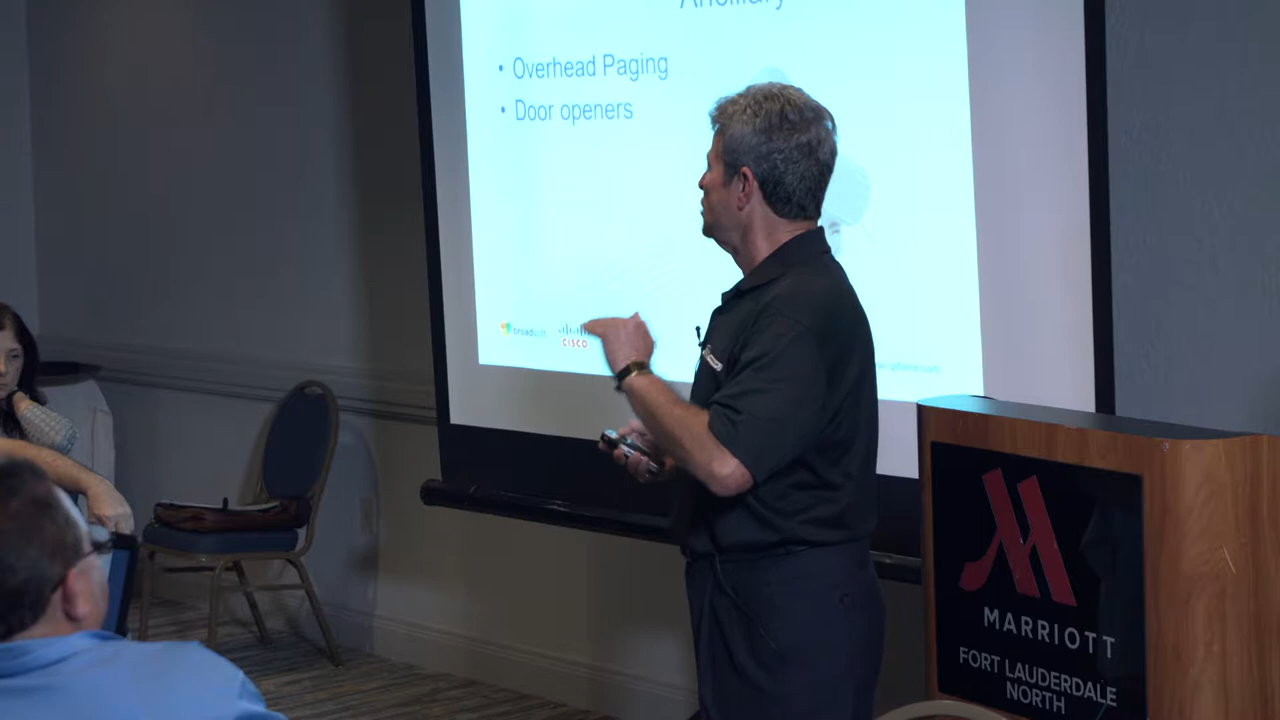 Ancillary
• Overhead Paging
• Door openers
broadsoft
CISCO
MARRIOTT
FORT LAUDERDALE
NORTH